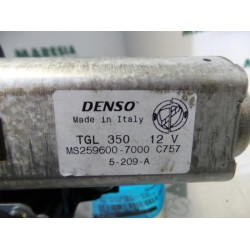 DENSO
Made in Italy
TGL 350 12 V
MS259600-7000 C757
5-209-A